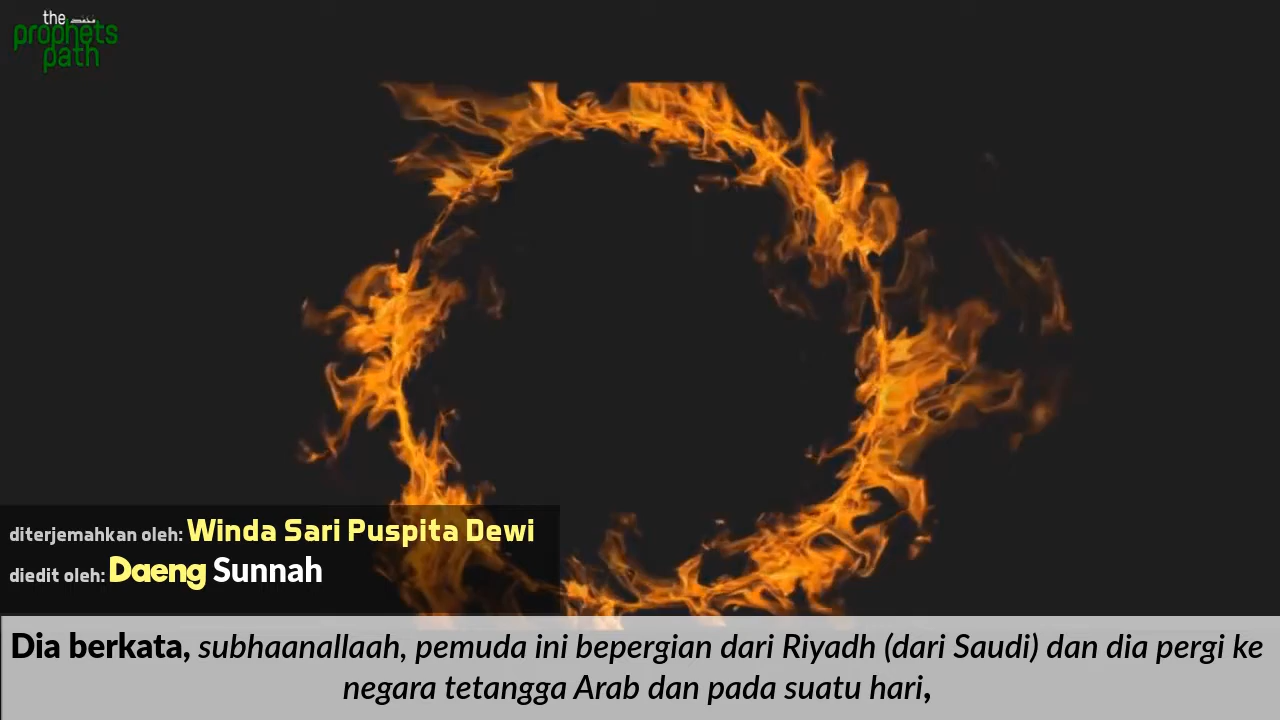 the
prophets
path
diterjemahkan oleh: Winda Sari Puspita Dewi
diedit oleh: Daeng Sunnah
Dia berkata, subhaanallaah, pemuda ini bepergian dari Riyadh (dari Saudi) dan dia pergi ke
negara tetangga Arab dan pada suatu hari,